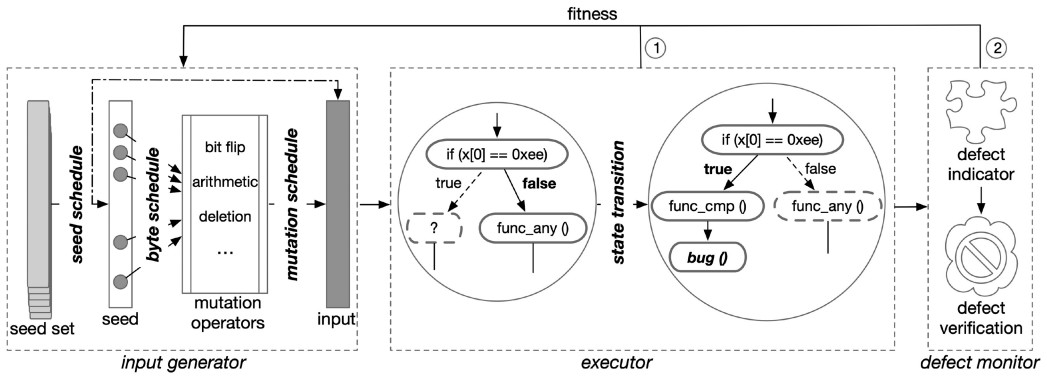 fitness
①
②
seed schedule
byte schedule
bit flip
arithmetic
deletion
...
mutation schedule
seed set
seed
mutation
operators
input
input generator
if (x[0] == 0xee)
true
false
?
func_any ()
state transition
if (x[0] == 0xee)
true
false
func_cmp ()
func_any ()
bug ()
executor
defect
indicator
defect
verification
defect monitor